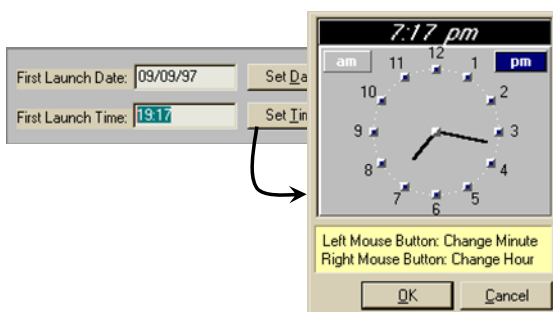 First Launch Date: 09/09/97 Set Da
First Launch Time: 19:17 Set Tin
7:17 pm
am pm
12
11 1
10 2
9 3
8 4
7 5
6
Left Mouse Button: Change Minute
Right Mouse Button: Change Hour
OK Cancel